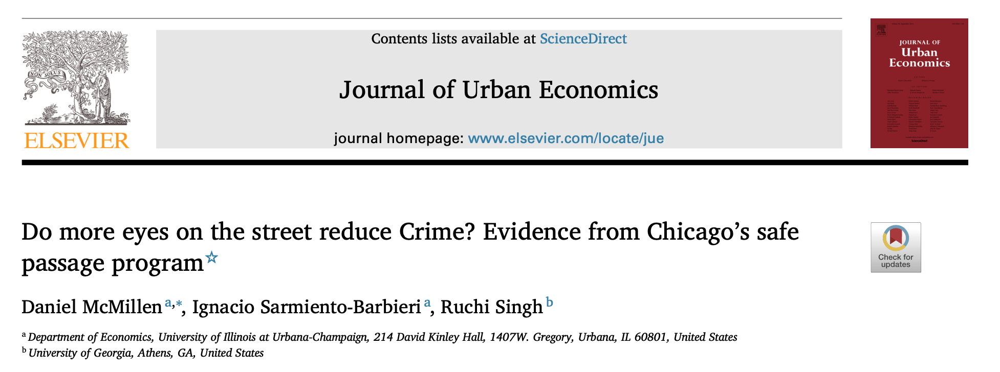 Contents lists available at ScienceDirect
Journal of Urban Economics
journal homepage: www.elsevier.com/locate/jue
NON SOLUS
ELSEVIER
JOURNAL OF
Urban
Economics
ScienceDirect
Do more eyes on the street reduce Crime? Evidence from Chicago’s safe
passage program☆
Check for
updates
Daniel McMillen a,*, Ignacio Sarmiento-Barbieri a, Ruchi Singh b
a Department of Economics, University of Illinois at Urbana-Champaign, 214 David Kinley Hall, 1407W. Gregory, Urbana, IL 60801, United States
b University of Georgia, Athens, GA, United States